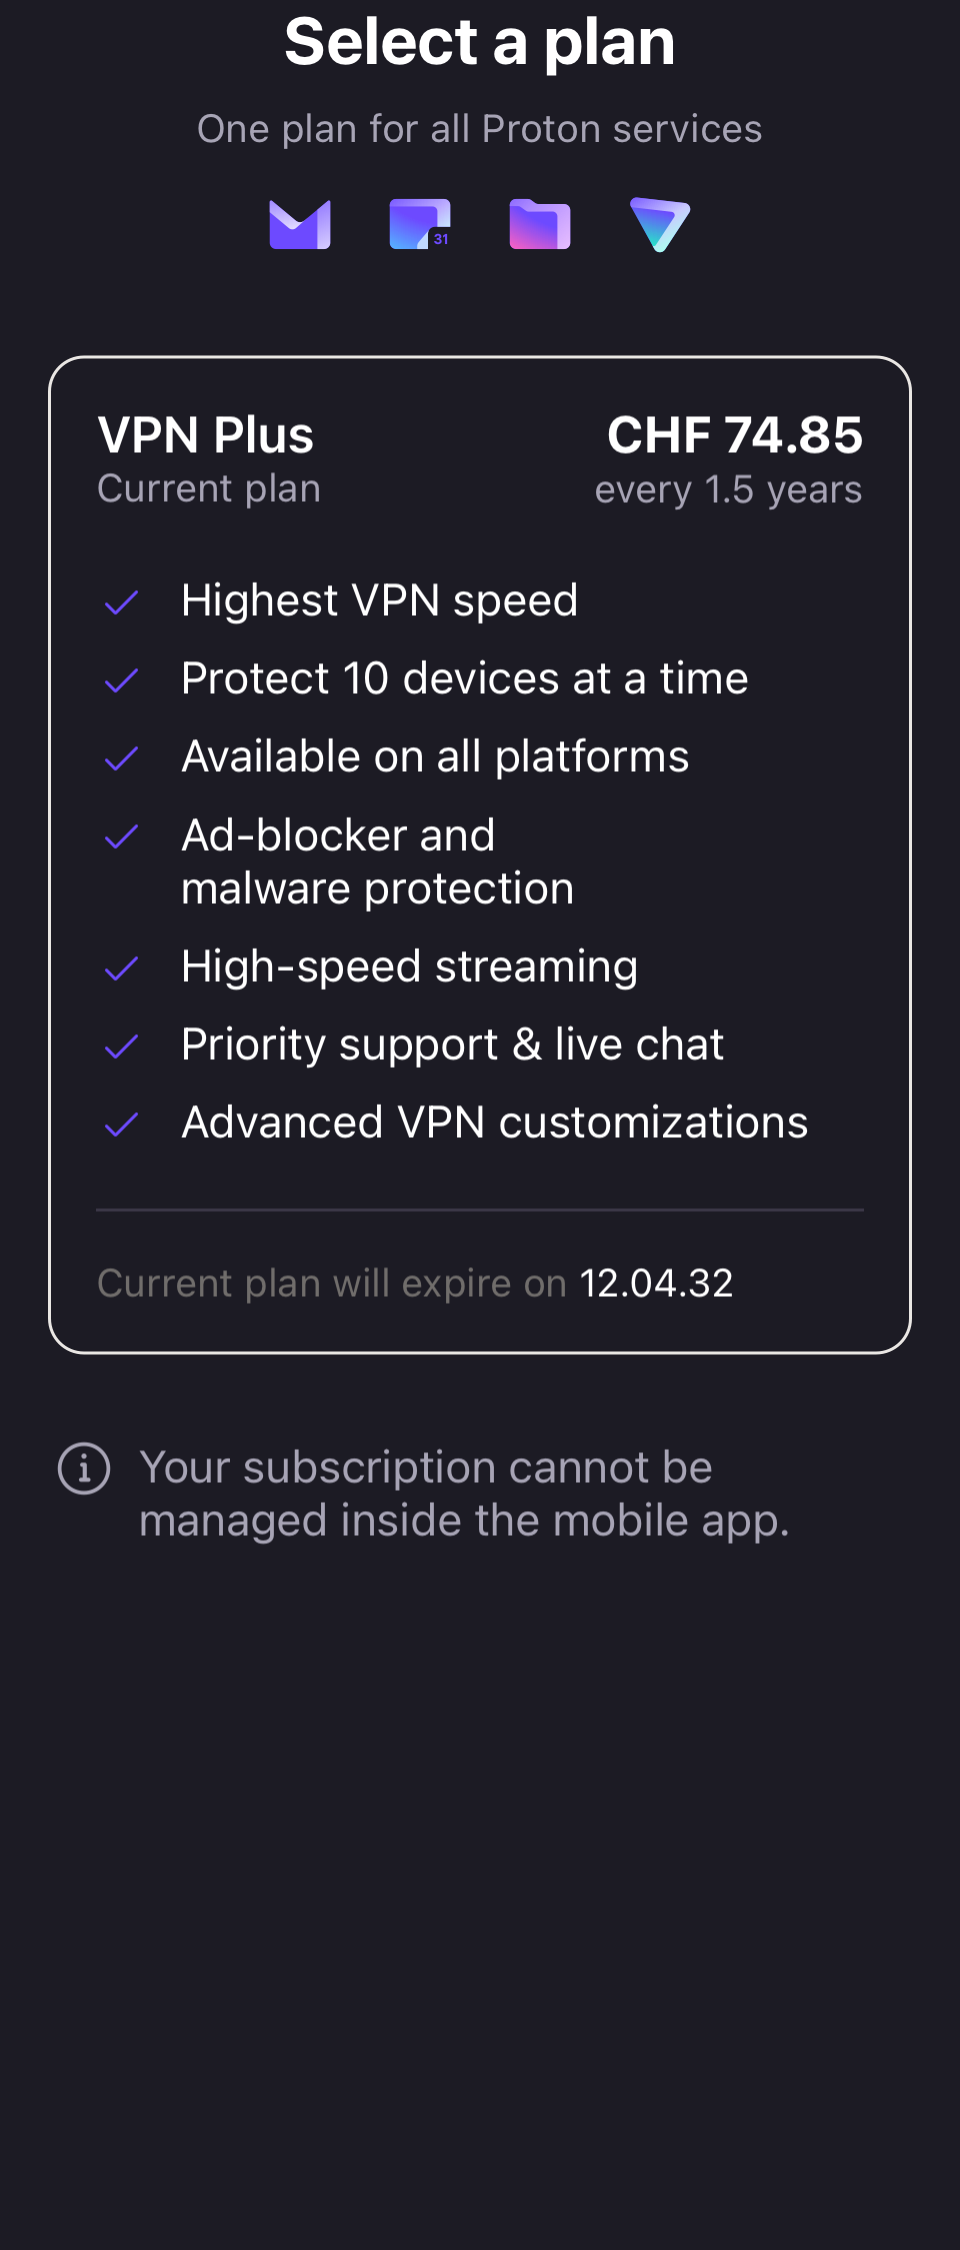 Select a plan
One plan for all Proton services
31
VPN Plus
CHF 74.85
Current plan
every 1.5 years
Highest VPN speed
Protect 10 devices at a time
Available on all platforms
Ad-blocker and
malware protection
High-speed streaming
Priority support & live chat
Advanced VPN customizations
Current plan will expire on 12.04.32
Your subscription cannot be
managed inside the mobile app.